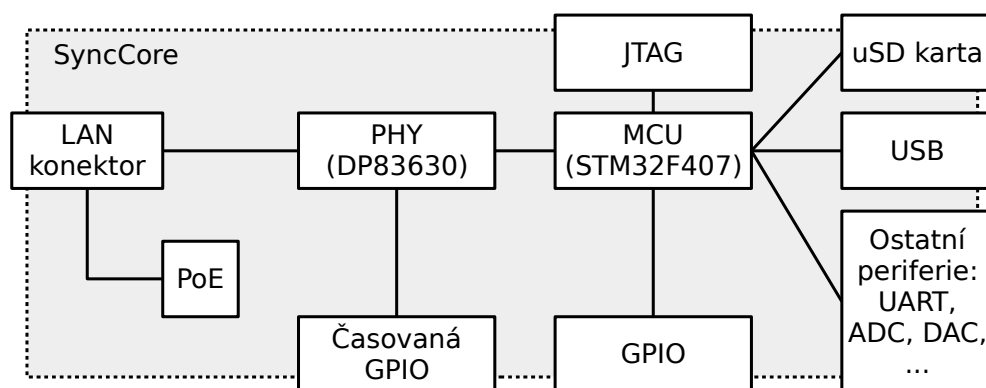 SyncCore
JTAG
uSD karta
LAN
konektor
PHY
(DP83630)
MCU
(STM32F407)
USB
PoE
Časovaná
GPIO
GPIO
Ostatní
periferie:
UART,
ADC, DAC,
...